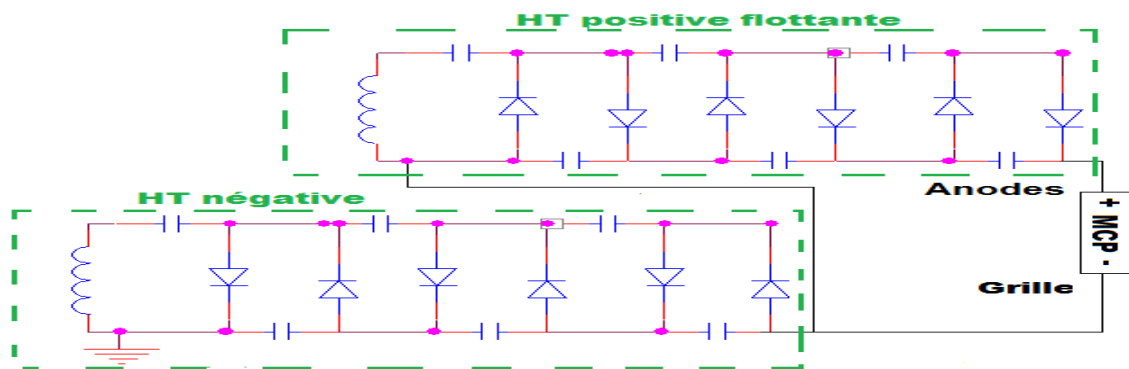 HT positive flottante
HT négative
Anodes
+ MCP -
Grille